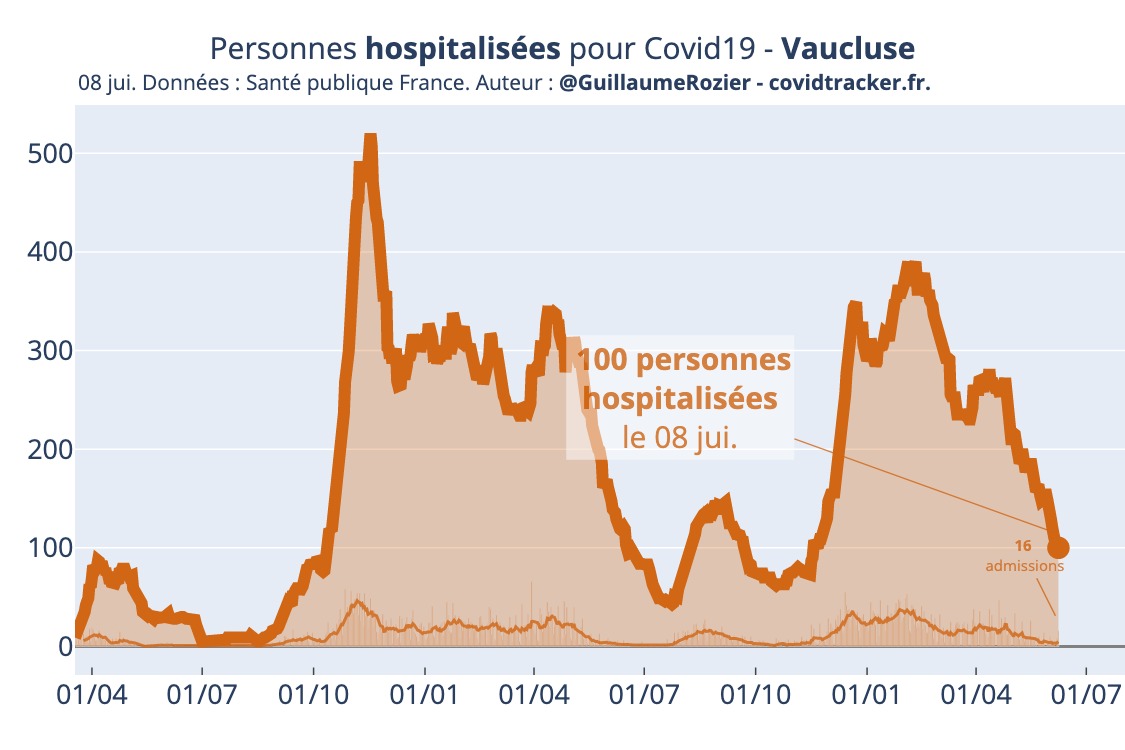 Personnes hospitalisées pour Covid19 - Vaucluse
08 jui. Données : Santé publique France. Auteur : @GuillaumeRozier - covidtracker.fr.
500
400
300
200
100
0
100 personnes
hospitalisées
le 08 jui.
16
admissions
01/04 01/07 01/10 01/01 01/04 01/07 01/10 01/01 01/04 01/07